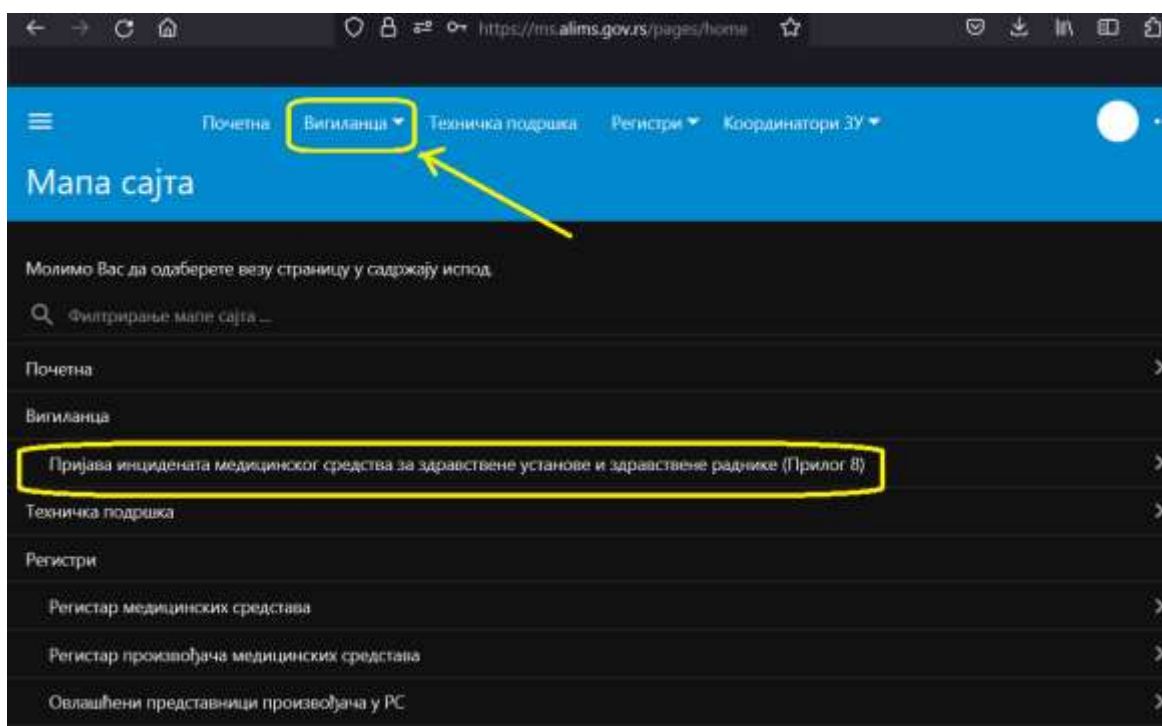 https://ms.alims.gov.rs/pages/home
Почетна Вигиланца Техничка подршка Регистри Координатори ЗУ
Мапа сајта
Молимо Вас да одаберете везу страницу у садржају испод.
Филтрирање мапе сајта ...
Почетна
Вигиланца
Пријава инцидената медицинског средства за здравствене установе и здравствене раднике (Прилог 8)
Техничка подршка
Регистри
Регистар медицинских средстава
Регистар произвођача медицинских средстава
Овлашћени представници произвођача у РС